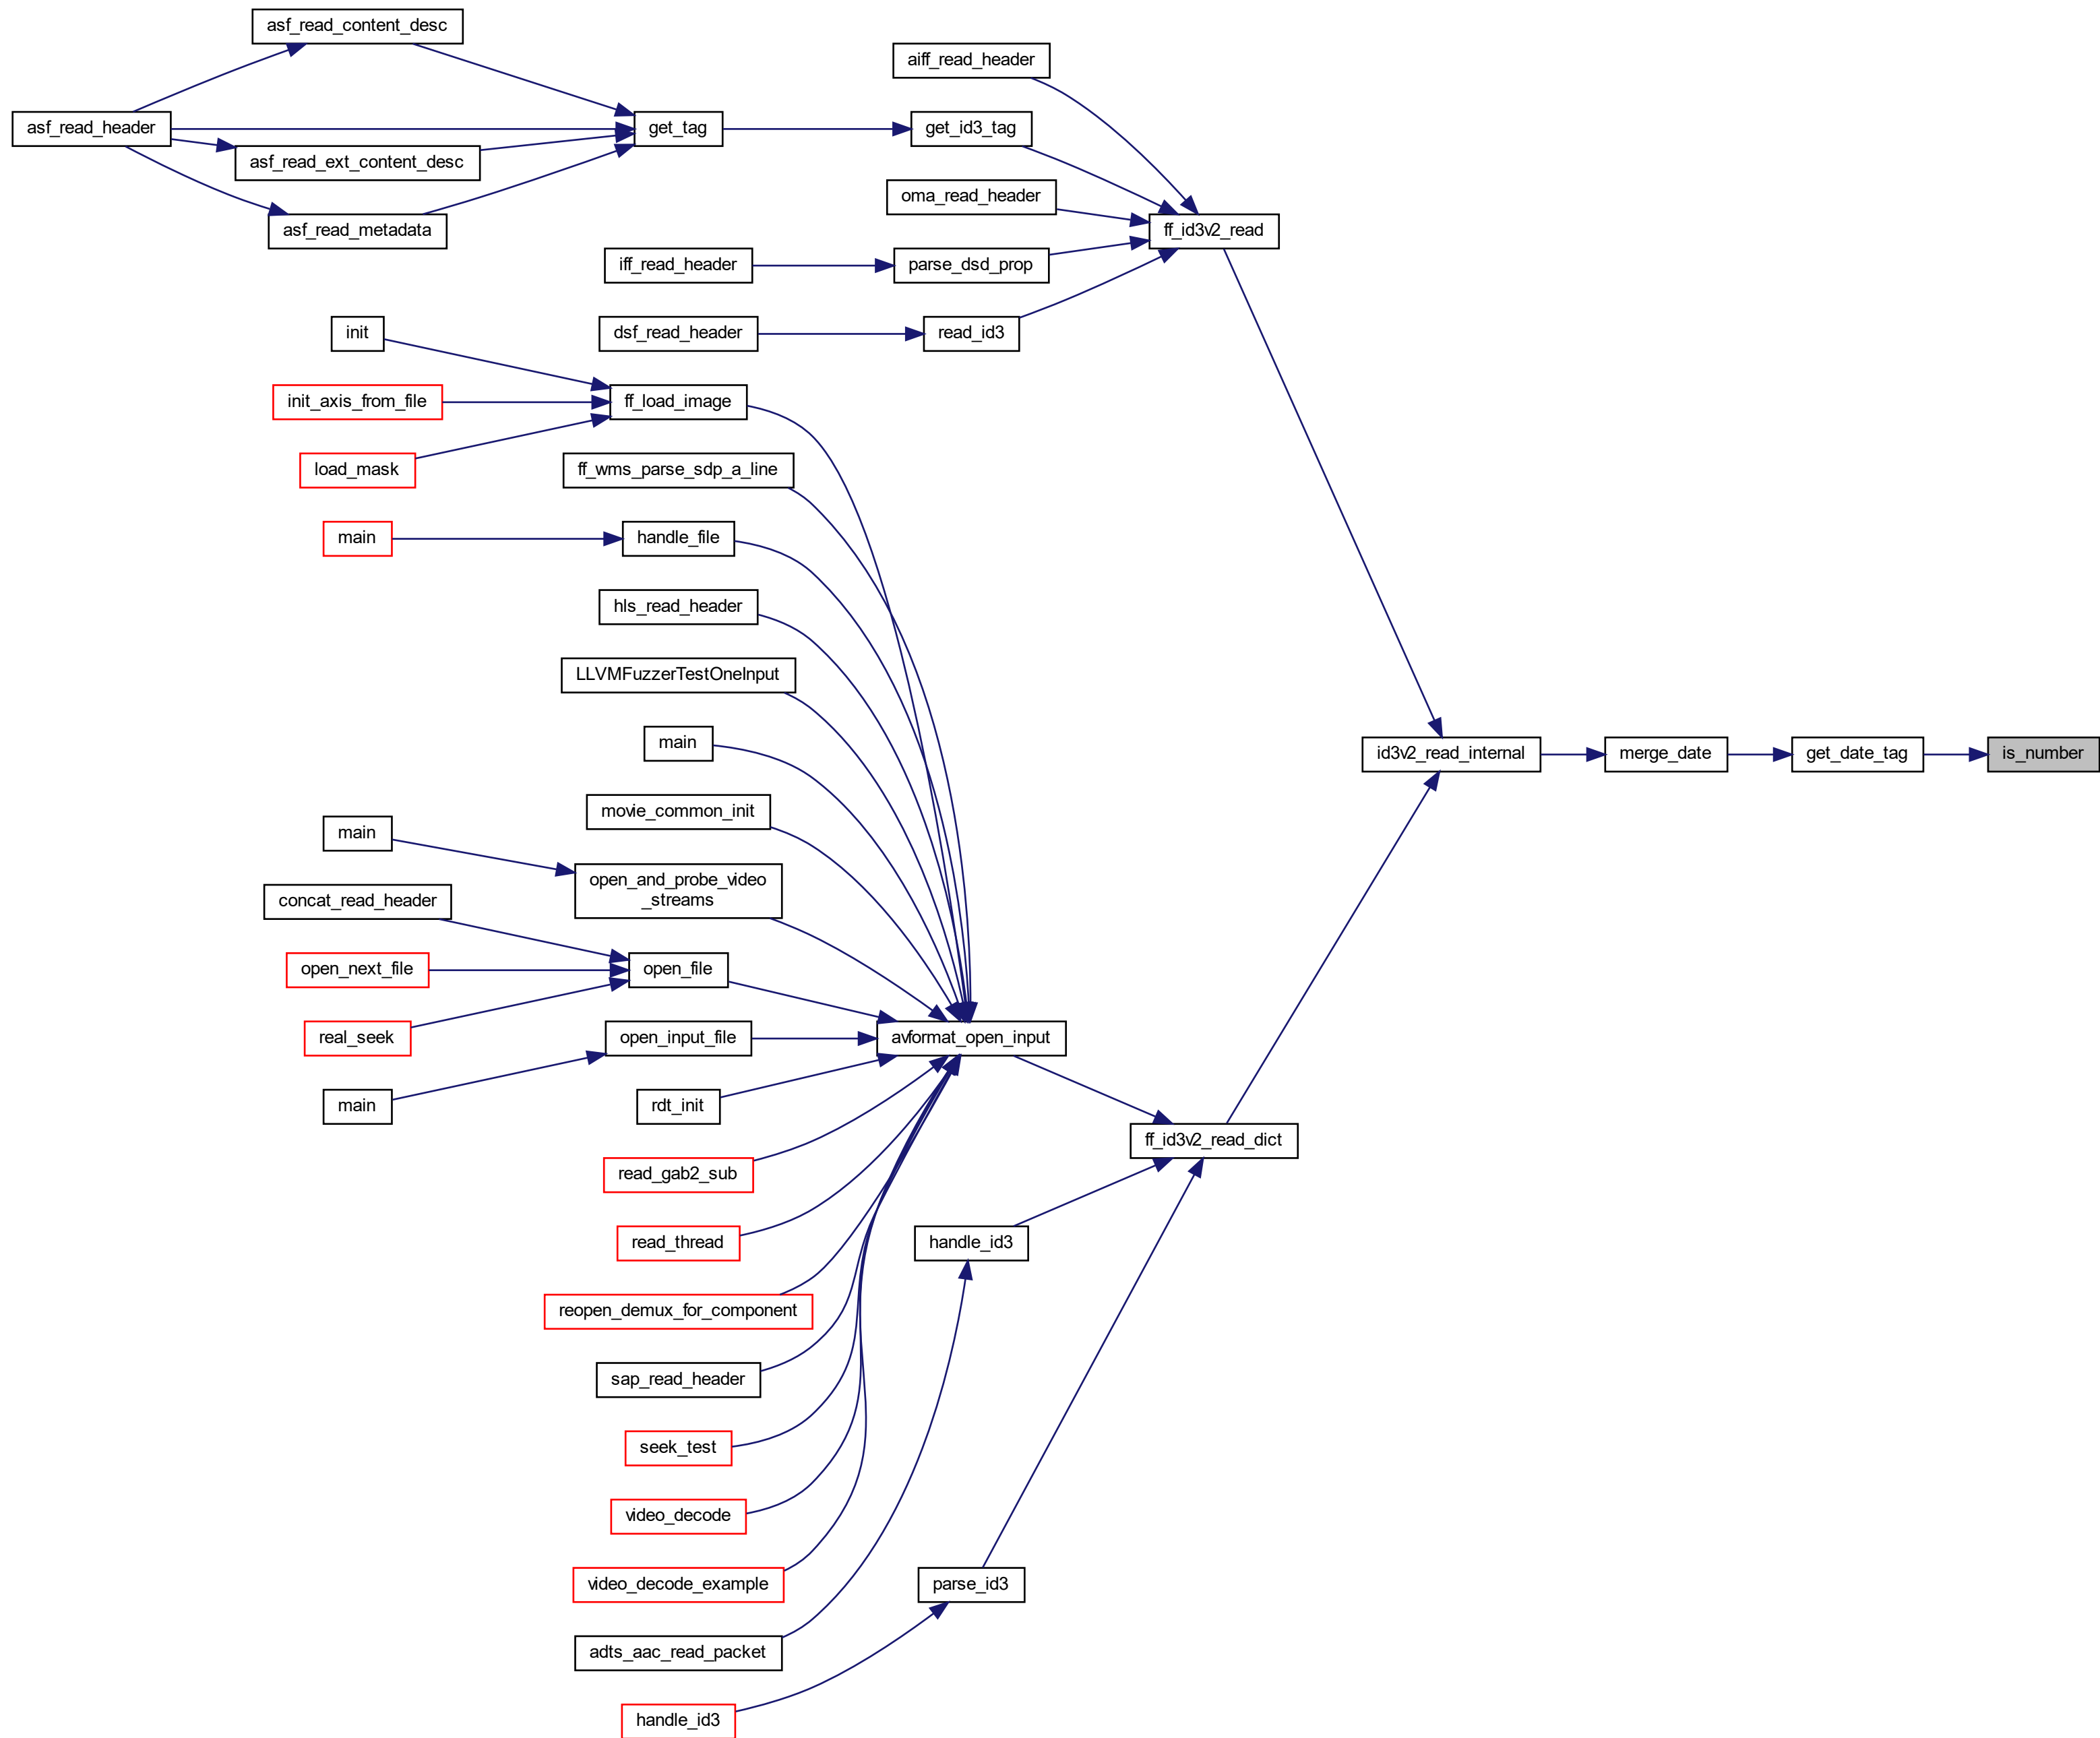 asf_read_content_desc
aiff_read_header
asf_read_header
get_tag
get_id3_tag
asf_read_ext_content_desc
oma_read_header
asf_read_metadata
ff_id3v2_read
iff_read_header
parse_dsd_prop
init
dsf_read_header
read_id3
init_axis_from_file
ff_load_image
load_mask
ff_wms_parse_sdp_a_line
main
handle_file
hls_read_header
LLVMFuzzerTestOneInput
main
id3v2_read_internal
merge_date
get_date_tag
is_number
movie_common_init
main
open_and_probe_video
_streams
concat_read_header
open_next_file
open_file
real_seek
open_input_file
avformat_open_input
main
rdt_init
ff_id3v2_read_dict
read_gab2_sub
read_thread
handle_id3
reopen_demux_for_component
sap_read_header
seek_test
video_decode
video_decode_example
parse_id3
adts_aac_read_packet
handle_id3